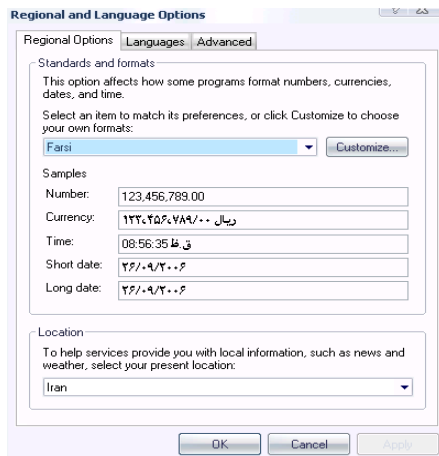 Regional and Language Options
Regional Options
Languages
Advanced
Standards and formats
This option affects how some programs format numbers, currencies,
dates, and time.
Select an item to match its preferences, or click Customize to choose
your own formats:
Farsi
Customize...
Samples
Number: 123,456,789.00
Currency: ريال ۱۲۳،۴۵۶،۷۸۹/۰۰
Time: 08:56:35 ق.ظ
Short date: ۲۶/۰۹/۲۰۰۶
Long date: ۲۶/۰۹/۲۰۰۶
Location
To help services provide you with local information, such as news and
weather, select your present location:
Iran
OK
Cancel
Apply